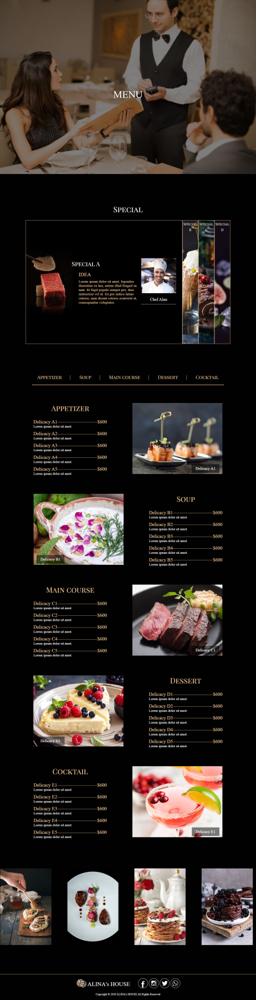 MENU
SPECIAL
SPECIAL A
IDEA
Lorem ipsum dolor sit amet, legendos
dissentias ex has, autem illud feugait ea
nam. Et fugit populo semper pro, duis
instructior vel ut. Eu pro iudico latine
ceteros, nam dicunt ceteros ocurreret at,
consequuntur voluptates.
Chef Alan
SPECIAL
B
SPECIAL
C
SPECIAL
D
APPETIZER | SOUP | MAIN COURSE | DESSERT | COCKTAIL
APPETIZER
Delicacy A1 $600
Lorem ipsum dolor sit amet.
Delicacy A2 $600
Lorem ipsum dolor sit amet.
Delicacy A3 $600
Lorem ipsum dolor sit amet.
Delicacy A4 $600
Lorem ipsum dolor sit amet.
Delicacy A5 $600
Lorem ipsum dolor sit amet.
Delicacy A1
Delicacy B1
SOUP
Delicacy B1 $600
Lorem ipsum dolor sit amet.
Delicacy B2 $600
Lorem ipsum dolor sit amet.
Delicacy B3 $600
Lorem ipsum dolor sit amet.
Delicacy B4 $600
Lorem ipsum dolor sit amet.
Delicacy B5 $600
Lorem ipsum dolor sit amet.
MAIN COURSE
Delicacy C1 $600
Lorem ipsum dolor sit amet.
Delicacy C2 $600
Lorem ipsum dolor sit amet.
Delicacy C3 $600
Lorem ipsum dolor sit amet.
Delicacy C4 $600
Lorem ipsum dolor sit amet.
Delicacy C5 $600
Lorem ipsum dolor sit amet.
Delicacy C1
Delicacy D1
DESSERT
Delicacy D1 $600
Lorem ipsum dolor sit amet.
Delicacy D2 $600
Lorem ipsum dolor sit amet.
Delicacy D3 $600
Lorem ipsum dolor sit amet.
Delicacy D4 $600
Lorem ipsum dolor sit amet.
Delicacy D5 $600
Lorem ipsum dolor sit amet.
COCKTAIL
Delicacy E1 $600
Lorem ipsum dolor sit amet.
Delicacy E2 $600
Lorem ipsum dolor sit amet.
Delicacy E3 $600
Lorem ipsum dolor sit amet.
Delicacy E4 $600
Lorem ipsum dolor sit amet.
Delicacy E5 $600
Lorem ipsum dolor sit amet.
Delicacy E1
ALINA's HOUSE
Copyright © 2020 ALINA's HOUSE All Rights Reserved